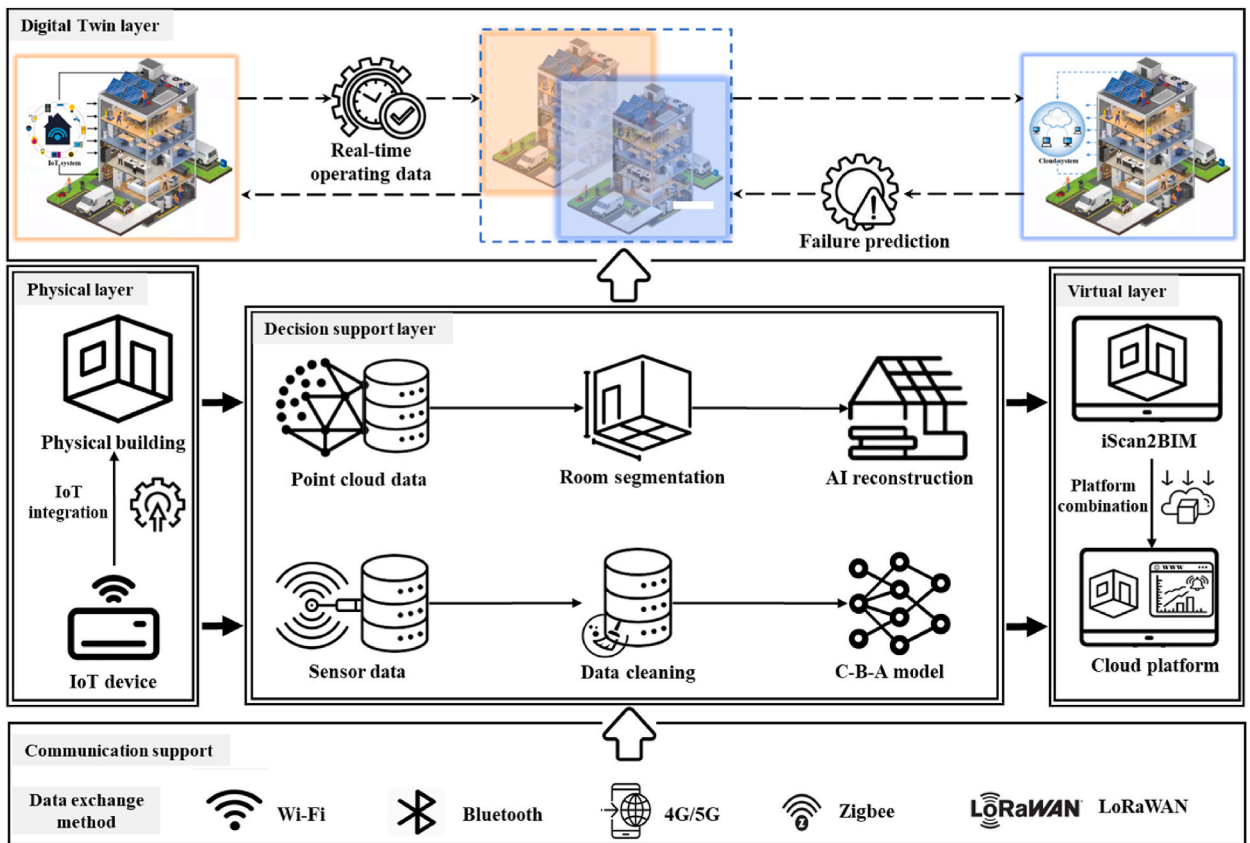 Digital Twin layer
IoT system
Real-time
operating data
Cloud system
Failure prediction
Physical layer
Physical building
IoT
integration
IoT device
Decision support layer
Point cloud data
Room segmentation
AI reconstruction
Sensor data
Data cleaning
C-B-A model
Virtual layer
iScan2BIM
Platform
combination
WWW
Cloud platform
Communication support
Data exchange
method
Wi-Fi
Bluetooth
4G/5G
Z
Zigbee
LoRaWAN
LoRaWAN